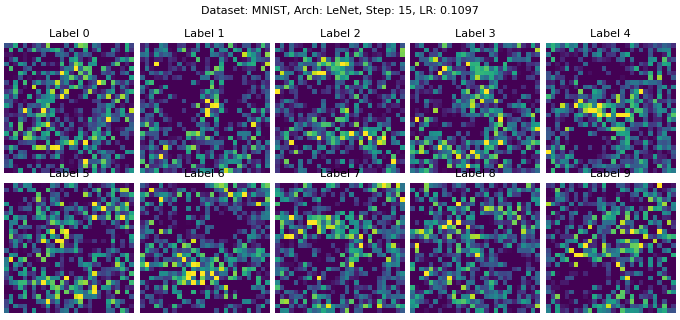 Dataset: MNIST, Arch: LeNet, Step: 15, LR: 0.1097
Label 0 Label 1 Label 2 Label 3 Label 4
Label 5 Label 6 Label 7 Label 8 Label 9